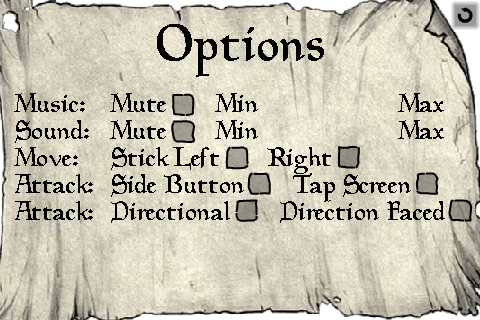 Options
Music: Mute Min Max
Sound: Mute Min Max
Move: Stick Left Right
Attack: Side Button Tap Screen
Attack: Directional Direction Faced